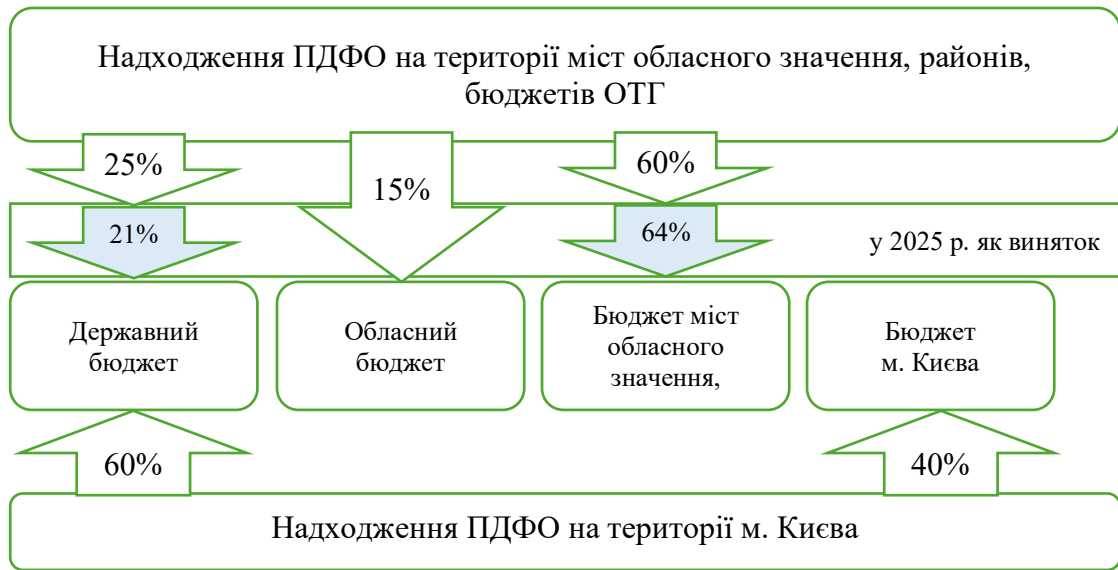 Надходження ПДФО на території міст обласного значення, районів,
бюджетів ОТГ
25%
15%
60%
21%
64%
у 2025 р. як виняток
Державний
бюджет
Обласний
бюджет
Бюджет міст
обласного
значення,
Бюджет
м. Києва
60%
40%
Надходження ПДФО на території м. Києва